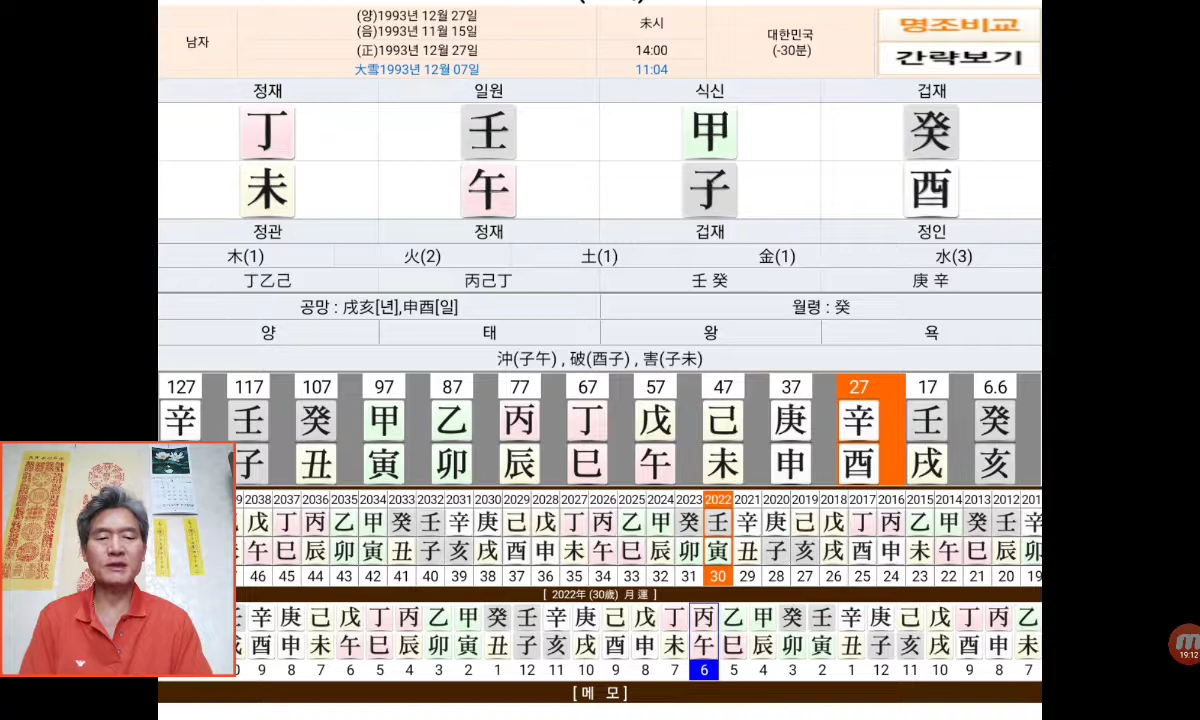 남자
(양)1993년 12월 27일
(음)1993년 11월 15일
(正)1993년 12월 27일
大雪1993년 12월 07일
未시
14:00
11:04
대한민국
(-30분)
명조비교
간략보기
정재 일원 식신 겁재
丁 壬 甲 癸
未 午 子 酉
정관 정재 겁재 정인
木(1) 火(2) 土(1) 金(1) 水(3)
丁乙己 丙己丁 壬 癸 庚 辛
공망 : 戌亥[년],申酉[일] 월령 : 癸
양 태 왕 욕
沖(子午) , 破(酉子) , 害(子未)
127 117 107 97 87 77 67 57 47 37 27 17 6.6
辛 壬 癸 甲 乙 丙 丁 戊 己 庚 辛 壬 癸
子 丑 寅 卯 辰 巳 午 未 申 酉 戌 亥
2038 2037 2036 2035 2034 2033 2032 2031 2030 2029 2028 2027 2026 2025 2024 2023 2022 2021 2020 2019 2018 2017 2016 2015 2014 2013 2012 201
戊 丁 丙 乙 甲 癸 壬 辛 庚 己 戊 丁 丙 乙 甲 癸 壬 辛 庚 己 戊 丁 丙 乙 甲 癸 壬 辛
午 巳 辰 卯 寅 丑 子 亥 戌 酉 申 未 午 巳 辰 卯 寅 丑 子 亥 戌 酉 申 未 午 巳 辰 卯
46 45 44 43 42 41 40 39 38 37 36 35 34 33 32 31 30 29 28 27 26 25 24 23 22 21 20 19
[ 2022年 (30歲) 月 運 ]
辛 庚 己 戊 丁 丙 乙 甲 癸 壬 辛 庚 己 戊 丁 丙 乙 甲 癸 壬 辛 庚 己 戊 丁 丙 乙
酉 申 未 午 巳 辰 卯 寅 丑 子 亥 戌 酉 申 未 午 巳 辰 卯 寅 丑 子 亥 戌 酉 申 未
9 8 7 6 5 4 3 2 1 12 11 10 9 8 7 6 5 4 3 2 1 12 11 10 9 8 7
[ 메 모 ]
19:12